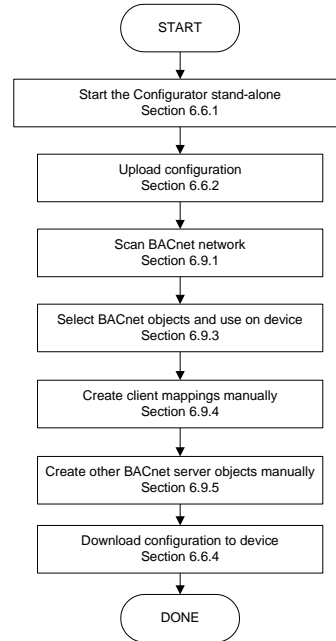 START
Start the Configurator stand-alone
Section 6.6.1
Upload configuration
Section 6.6.2
Scan BACnet network
Section 6.9.1
Select BACnet objects and use on device
Section 6.9.3
Create client mappings manually
Section 6.9.4
Create other BACnet server objects manually
Section 6.9.5
Download configuration to device
Section 6.6.4
DONE